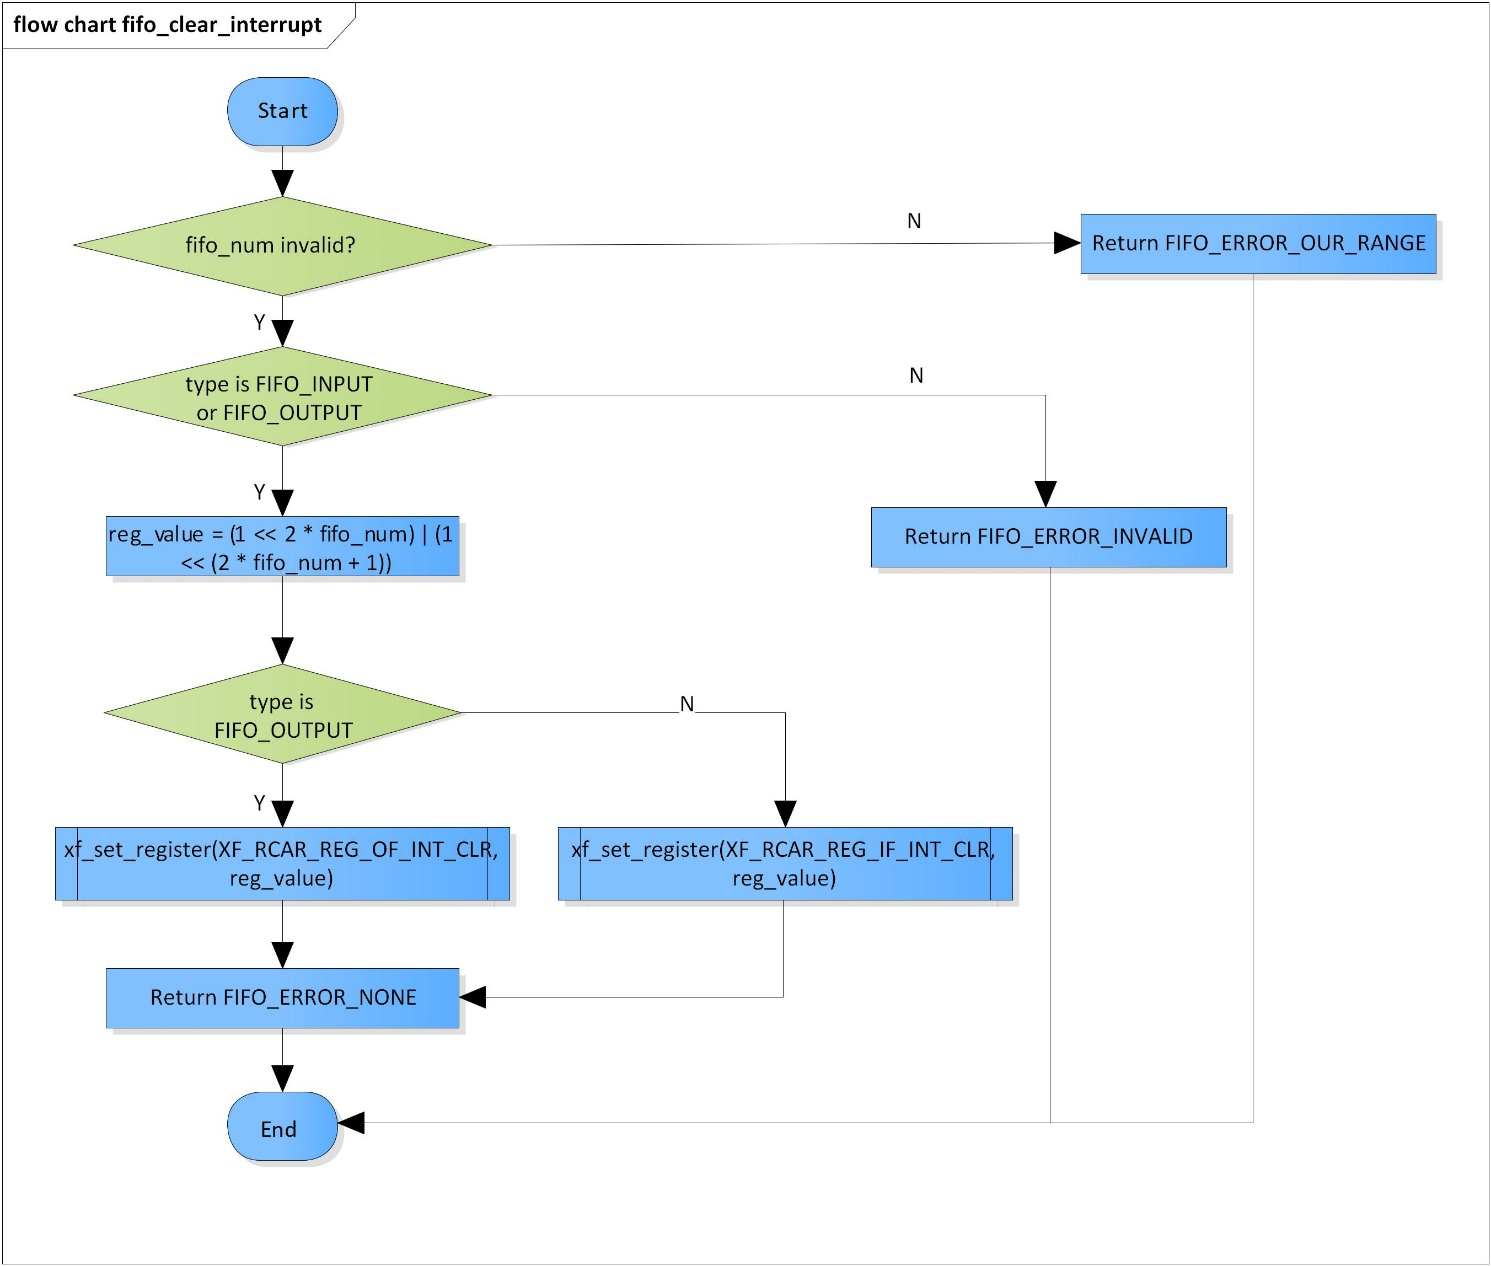 flow chart fifo_clear_interrupt
Start
fifo_num invalid?
N
Return FIFO_ERROR_OUR_RANGE
Y
type is FIFO_INPUT
or FIFO_OUTPUT
N
Y
reg_value = (1 << 2 * fifo_num) | (1
<< (2 * fifo_num + 1))
Return FIFO_ERROR_INVALID
type is
FIFO_OUTPUT
N
Y
xf_set_register(XF_RCAR_REG_OF_INT_CLR,
reg_value)
xf_set_register(XF_RCAR_REG_IF_INT_CLR,
reg_value)
Return FIFO_ERROR_NONE
End